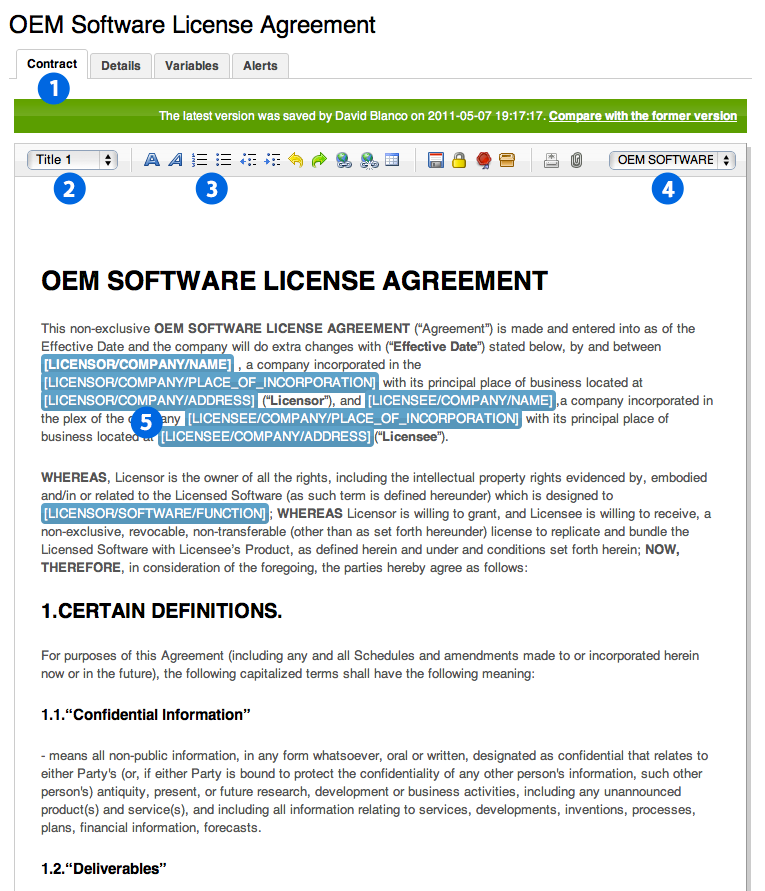 OEM Software License Agreement
Contract Details Variables Alerts
1
The latest version was saved by David Blanco on 2011-05-07 19:17:17. Compare with the former version
Title 1 OEM SOFTWARE
2 3 4
OEM SOFTWARE LICENSE AGREEMENT
This non-exclusive OEM SOFTWARE LICENSE AGREEMENT (“Agreement”) is made and entered into as of the
Effective Date and the company will do extra changes with (“Effective Date”) stated below, by and between
[LICENSOR/COMPANY/NAME] , a company incorporated in the
[LICENSOR/COMPANY/PLACE_OF_INCORPORATION] with its principal place of business located at
[LICENSOR/COMPANY/ADDRESS] (“Licensor”), and [LICENSEE/COMPANY/NAME],a company incorporated in
the plex of the any [LICENSEE/COMPANY/PLACE_OF_INCORPORATION] with its principal place of
5
business located at [LICENSEE/COMPANY/ADDRESS](“Licensee”).
WHEREAS, Licensor is the owner of all the rights, including the intellectual property rights evidenced by, embodied
and/in or related to the Licensed Software (as such term is defined hereunder) which is designed to
[LICENSOR/SOFTWARE/FUNCTION]; WHEREAS Licensor is willing to grant, and Licensee is willing to receive, a
non-exclusive, revocable, non-transferable (other than as set forth hereunder) license to replicate and bundle the
Licensed Software with Licensee’s Product, as defined herein and under and conditions set forth herein; NOW,
THEREFORE, in consideration of the foregoing, the parties hereby agree as follows:
1.CERTAIN DEFINITIONS.
For purposes of this Agreement (including any and all Schedules and amendments made to or incorporated herein
now or in the future), the following capitalized terms shall have the following meaning:
1.1.“Confidential Information”
- means all non-public information, in any form whatsoever, oral or written, designated as confidential that relates to
either Party's (or, if either Party is bound to protect the confidentiality of any other person's information, such other
person's) antiquity, present, or future research, development or business activities, including any unannounced
product(s) and service(s), and including all information relating to services, developments, inventions, processes,
plans, financial information, forecasts.
1.2.“Deliverables”